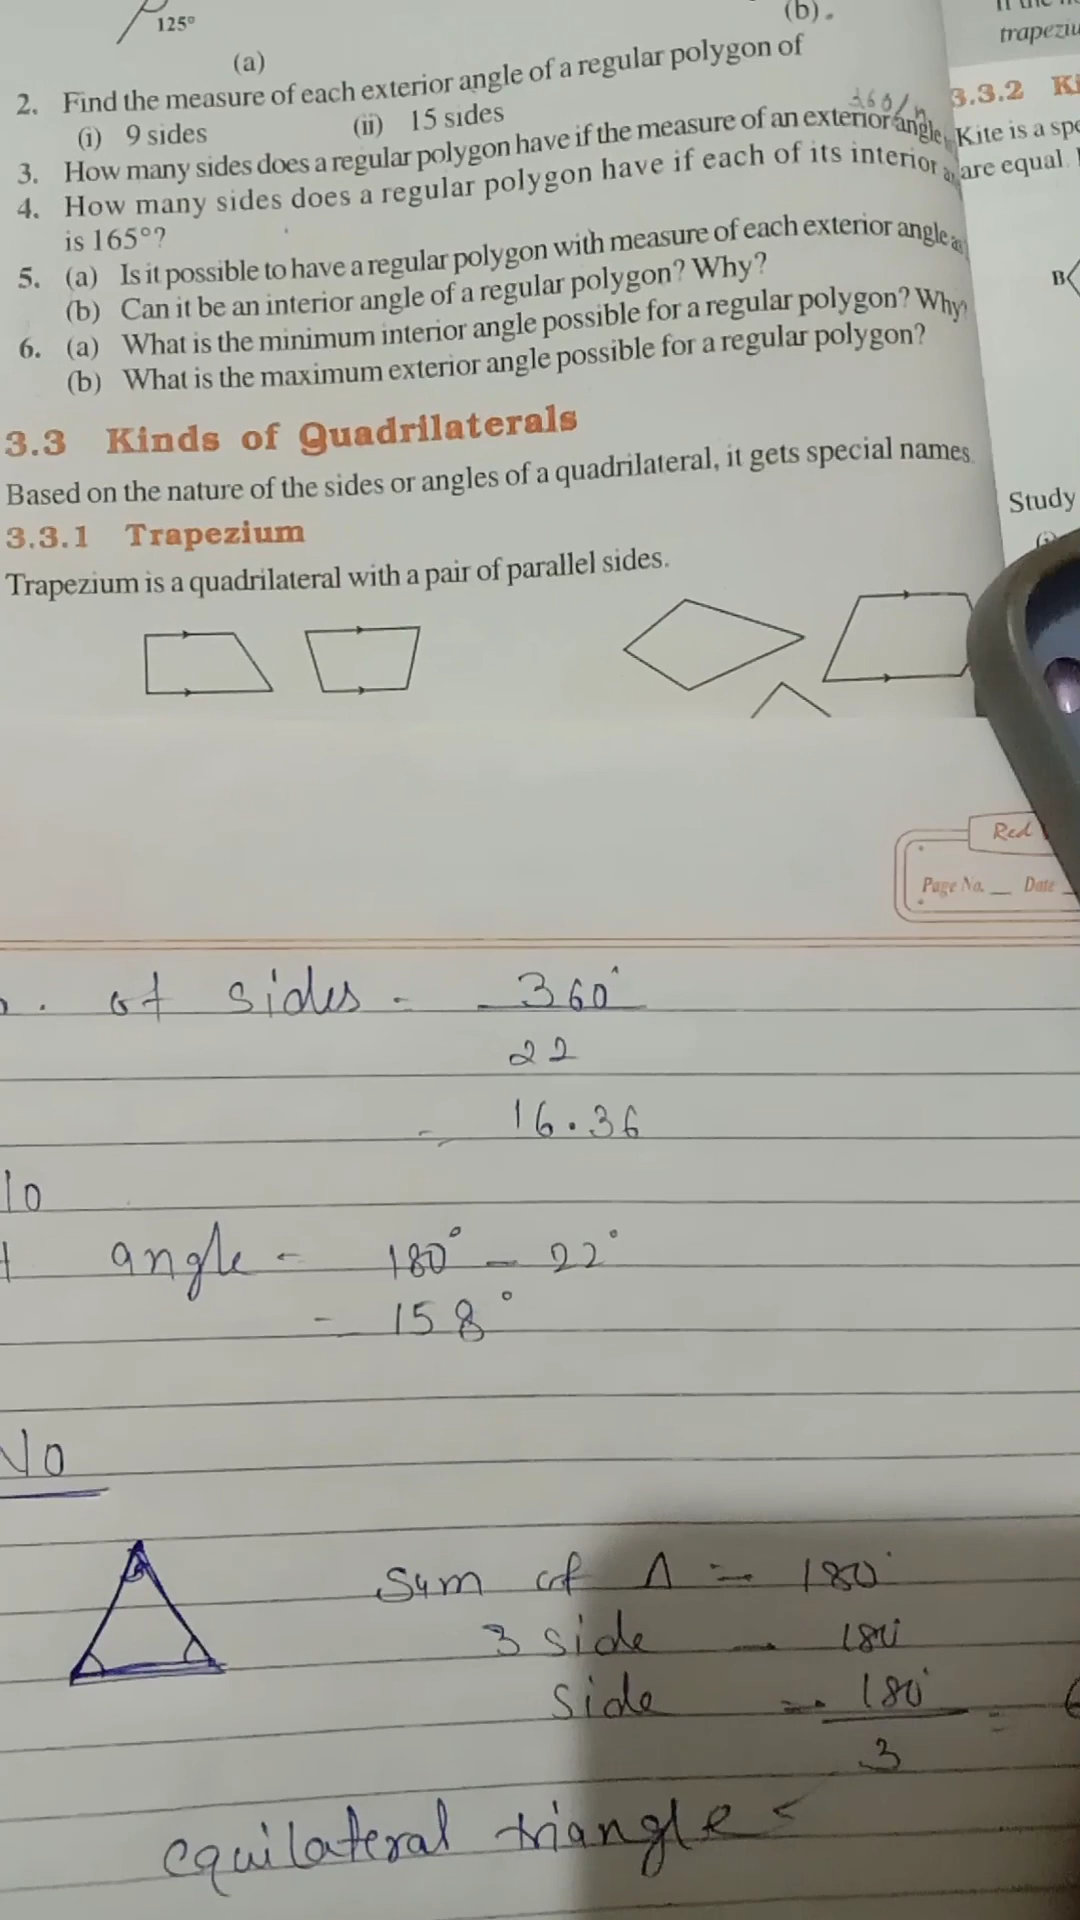 125°
(a)
(b).
2. Find the measure of each exterior angle of a regular polygon of
(i) 9 sides (ii) 15 sides
360/n
3. How many sides does a regular polygon have if the measure of an exterior angle
4. How many sides does a regular polygon have if each of its interior
is 165°?
5. (a) Is it possible to have a regular polygon with measure of each exterior angle
(b) Can it be an interior angle of a regular polygon? Why?
6. (a) What is the minimum interior angle possible for a regular polygon? Why?
(b) What is the maximum exterior angle possible for a regular polygon?
3.3 Kinds of Quadrilaterals
Based on the nature of the sides or angles of a quadrilateral, it gets special names.
3.3.1 Trapezium
Trapezium is a quadrilateral with a pair of parallel sides.
3.3.2
Kite is a
are equal.
B
Study
Red
Page No. Date
of sides = 360°
22
= 16.36
angle = 180° - 22°
= 158°
No
Sum of Δ = 180°
3 side = 180
side = 180° =
3
equilateral triangle